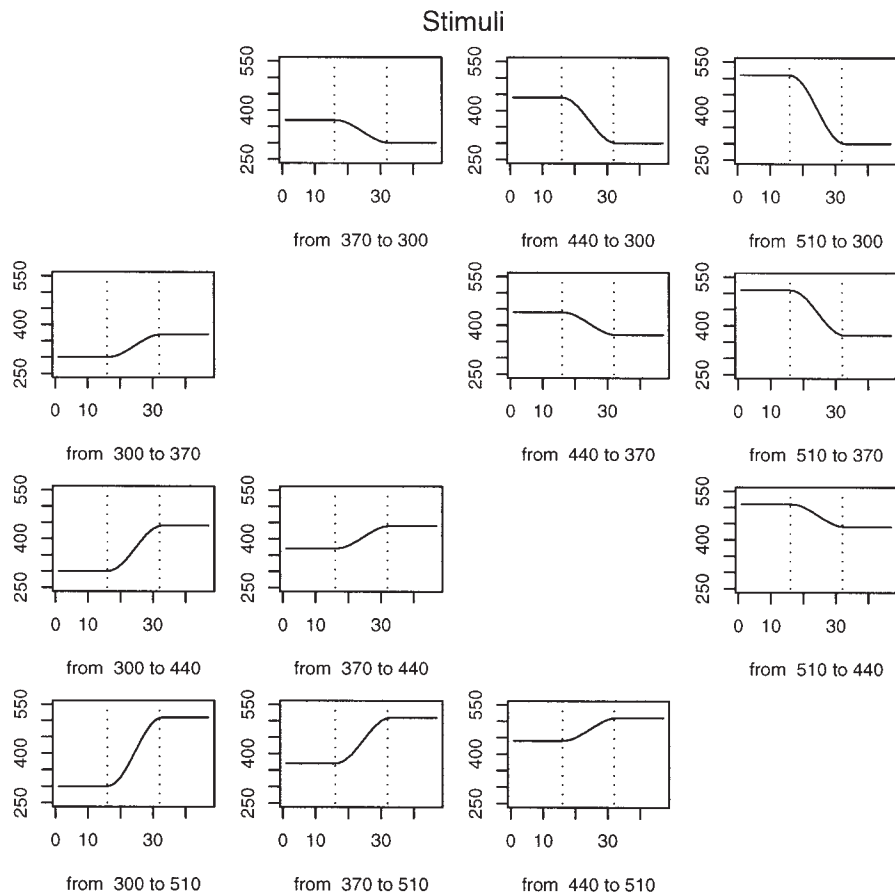 Stimuli
550 400 250
0 10 30
from 370 to 300
550 400 250
0 10 30
from 440 to 300
550 400 250
0 10 30
from 510 to 300
550 400 250
0 10 30
from 300 to 370
550 400 250
0 10 30
from 440 to 370
550 400 250
0 10 30
from 510 to 370
550 400 250
0 10 30
from 300 to 440
550 400 250
0 10 30
from 370 to 440
550 400 250
0 10 30
from 510 to 440
550 400 250
0 10 30
from 300 to 510
550 400 250
0 10 30
from 370 to 510
550 400 250
0 10 30
from 440 to 510